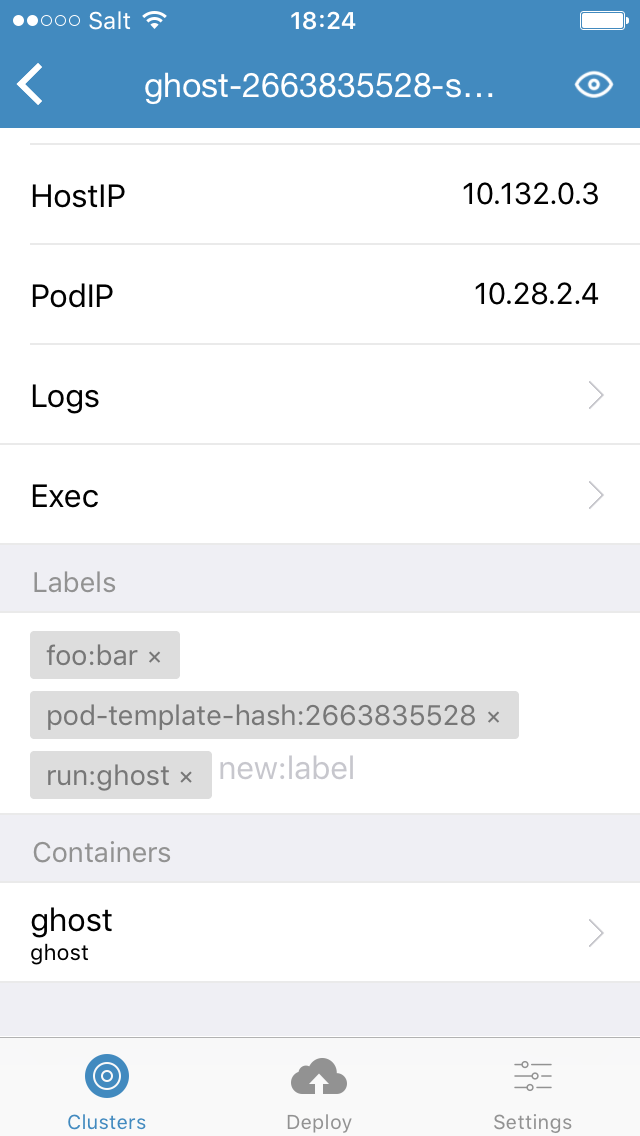 Salt 18:24
ghost-2663835528-s...
HostIP 10.132.0.3
PodIP 10.28.2.4
Logs
Exec
Labels
foo:bar ×
pod-template-hash:2663835528 ×
run:ghost × new:label
Containers
ghost
ghost
Clusters Deploy Settings